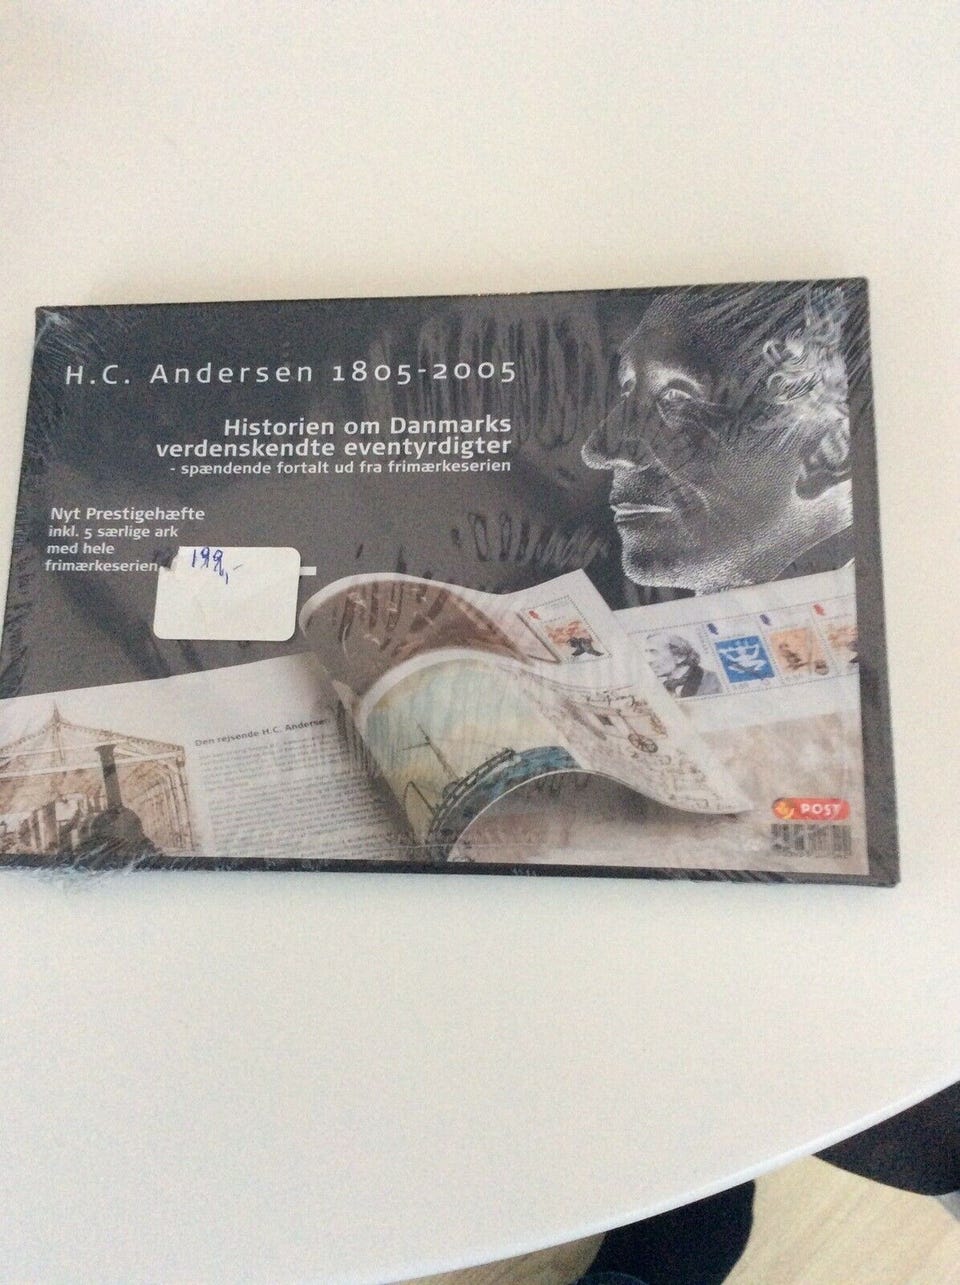 H.C. Andersen 1805-2005
Historien om Danmarks
verdenskendte eventyrdigter
- spændende fortalt ud fra frimærkeserien
Nyt Prestigehæfte
inkl. 5 særlige ark
med hele
frimærkeserien
199,-
Den rejsende H.C. Andersen
POST